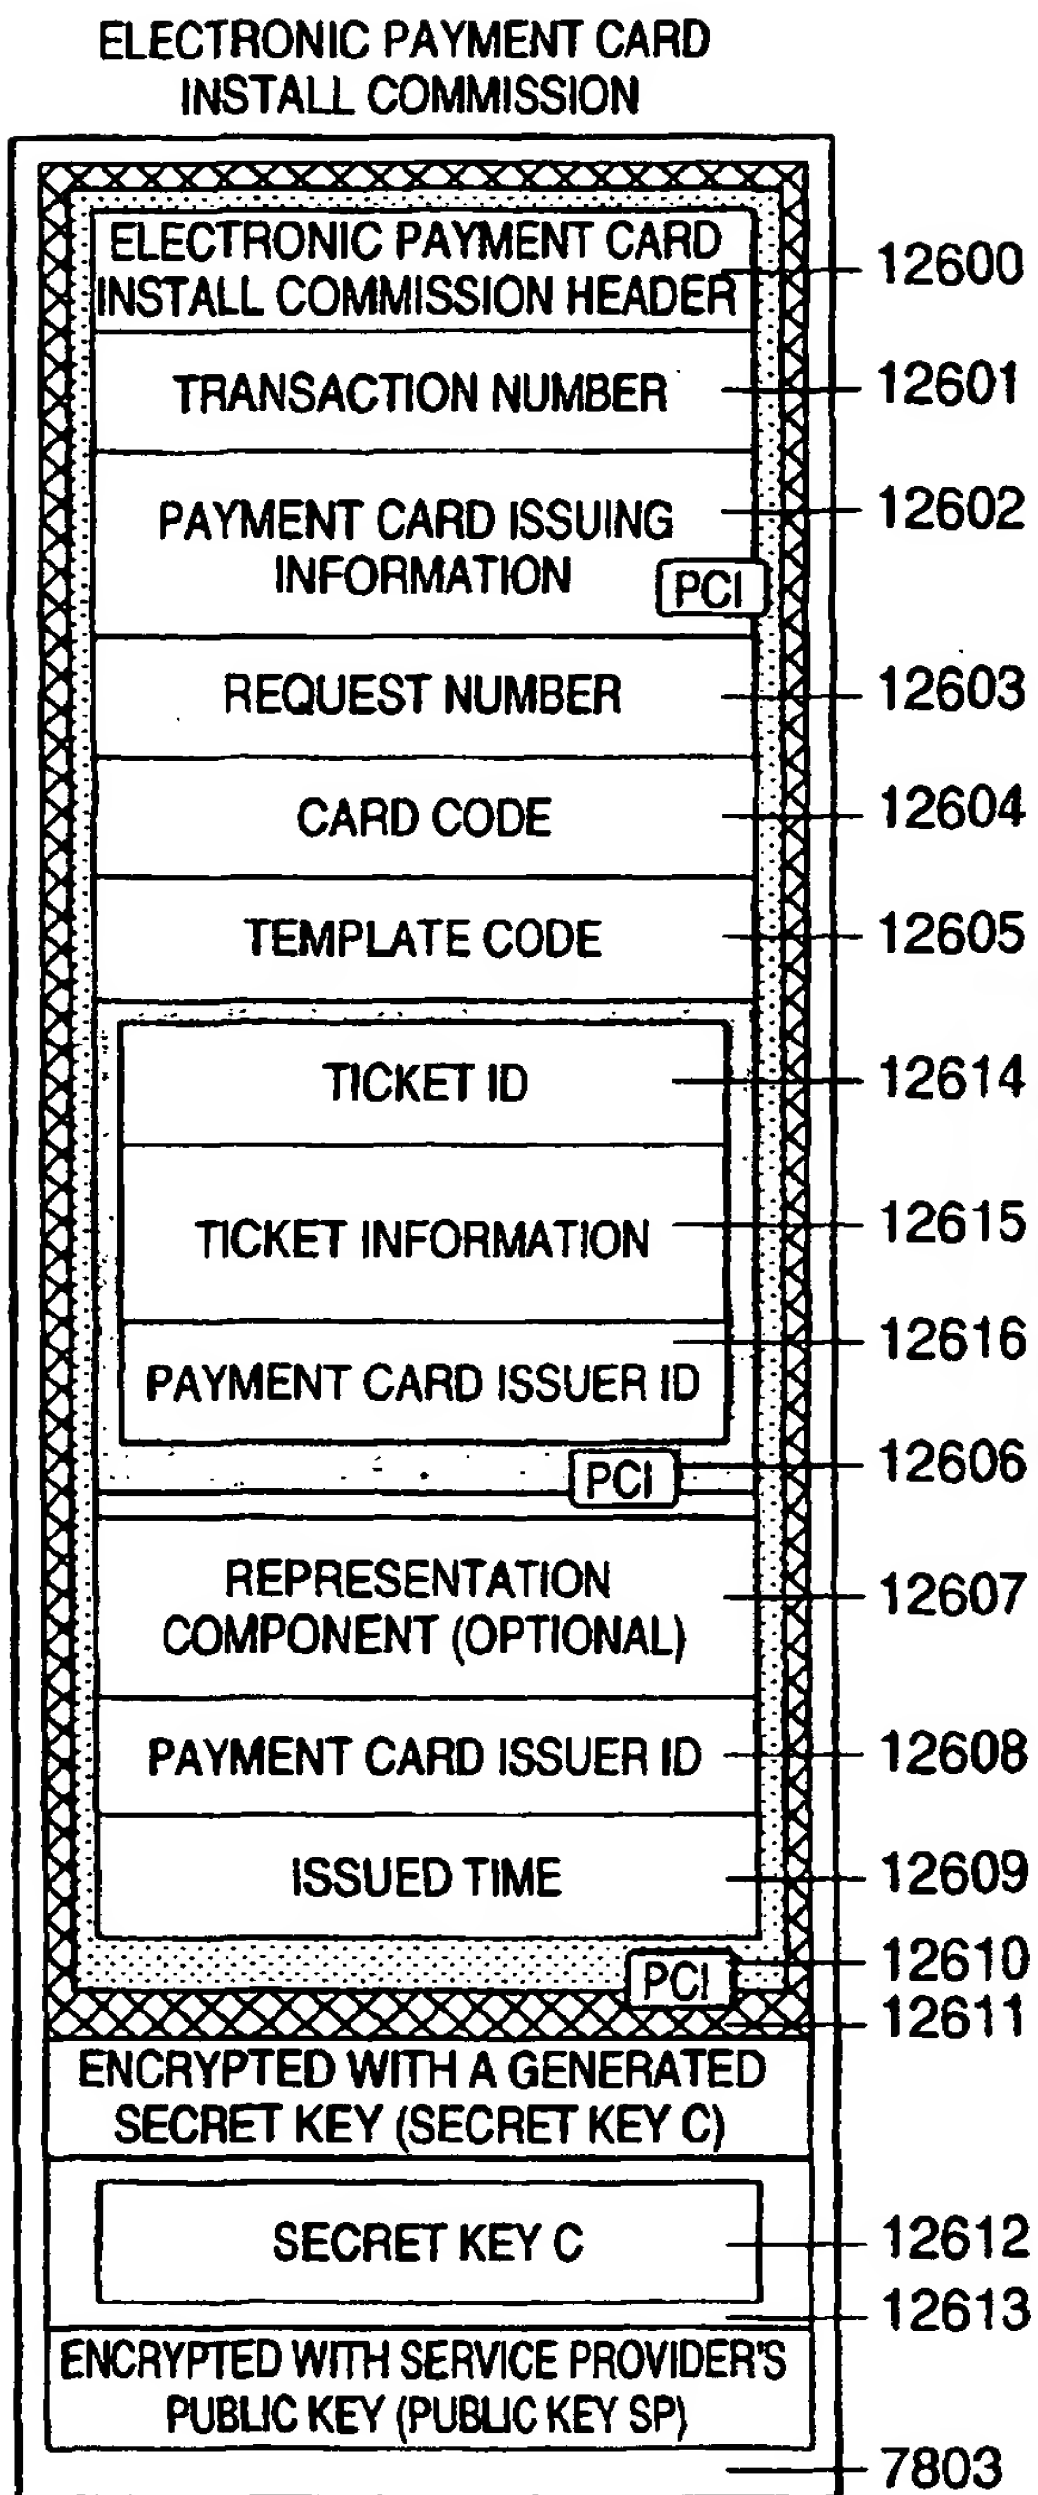 ELECTRONIC PAYMENT CARD
INSTALL COMMISSION
ELECTRONIC PAYMENT CARD
INSTALL COMMISSION HEADER
12600
TRANSACTION NUMBER
12601
PAYMENT CARD ISSUING
INFORMATION
12602
PCI
REQUEST NUMBER
12603
CARD CODE
12604
TEMPLATE CODE
12605
TICKET ID
12614
TICKET INFORMATION
12615
12616
PAYMENT CARD ISSUER ID
PCI
12606
REPRESENTATION
COMPONENT (OPTIONAL)
12607
PAYMENT CARD ISSUER ID
12608
ISSUED TIME
12609
PCI
12610
12611
ENCRYPTED WITH A GENERATED
SECRET KEY (SECRET KEY C)
SECRET KEY C
12612
12613
ENCRYPTED WITH SERVICE PROVIDER'S
PUBLIC KEY (PUBLIC KEY SP)
7803